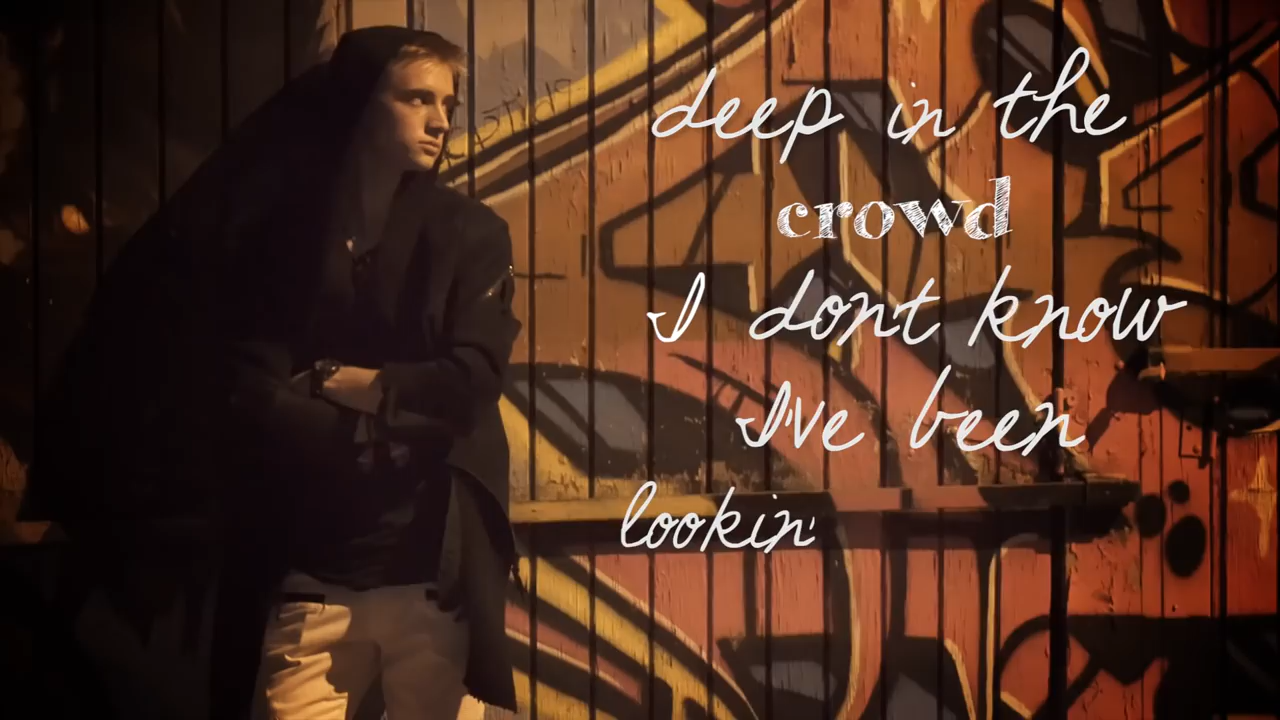 deep in the
crowd
I dont know
I've been
lookin'